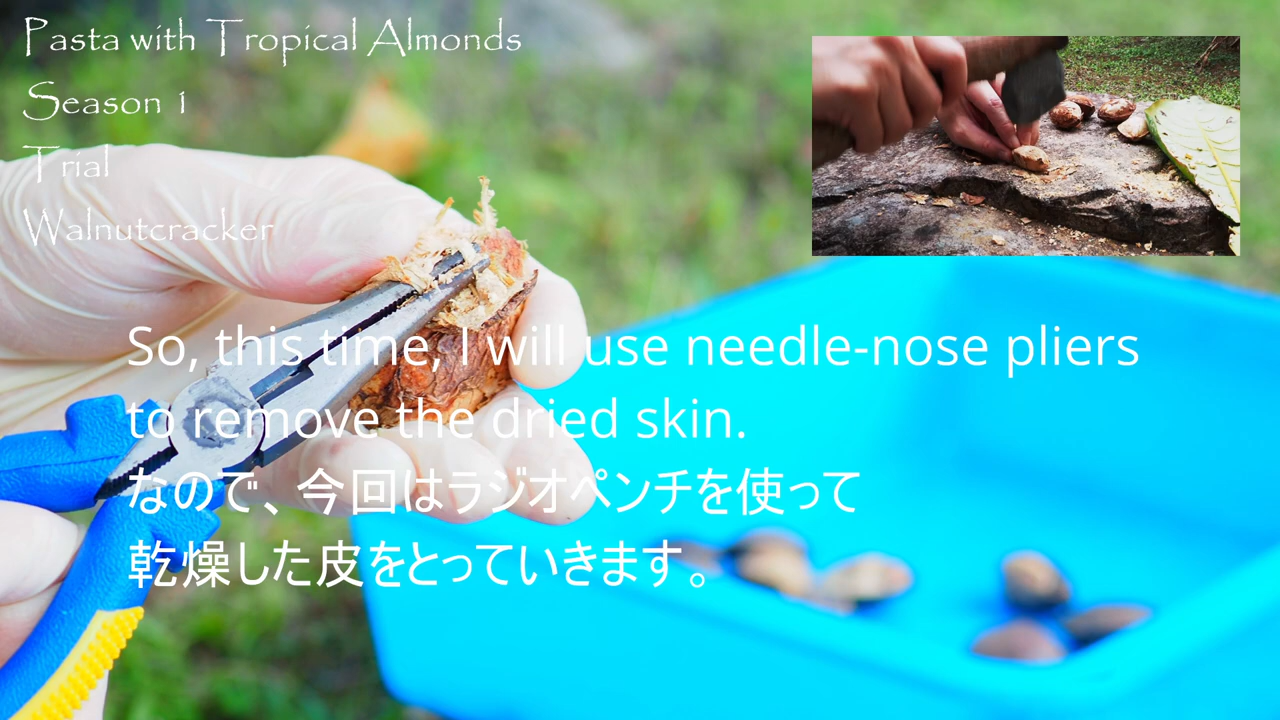 Pasta with Tropical Almonds
Season 1
Trial
Walnutcracker
So, this time, I will use needle-nose pliers
to remove the dried skin.
なので、今回はラジオペンチを使って
乾燥した皮をとっていきます。